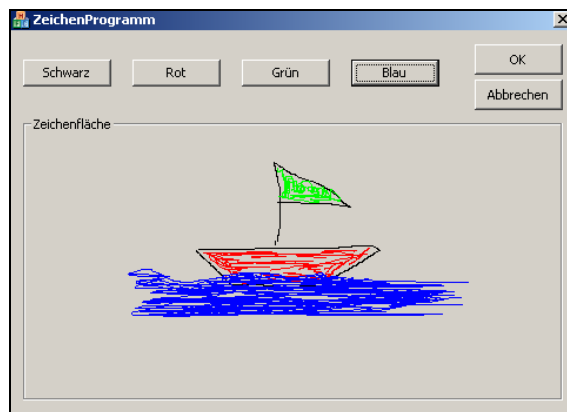 ZeichenProgramm
Schwarz
Rot
Grün
Blau
OK
Abbrechen
Zeichenfläche